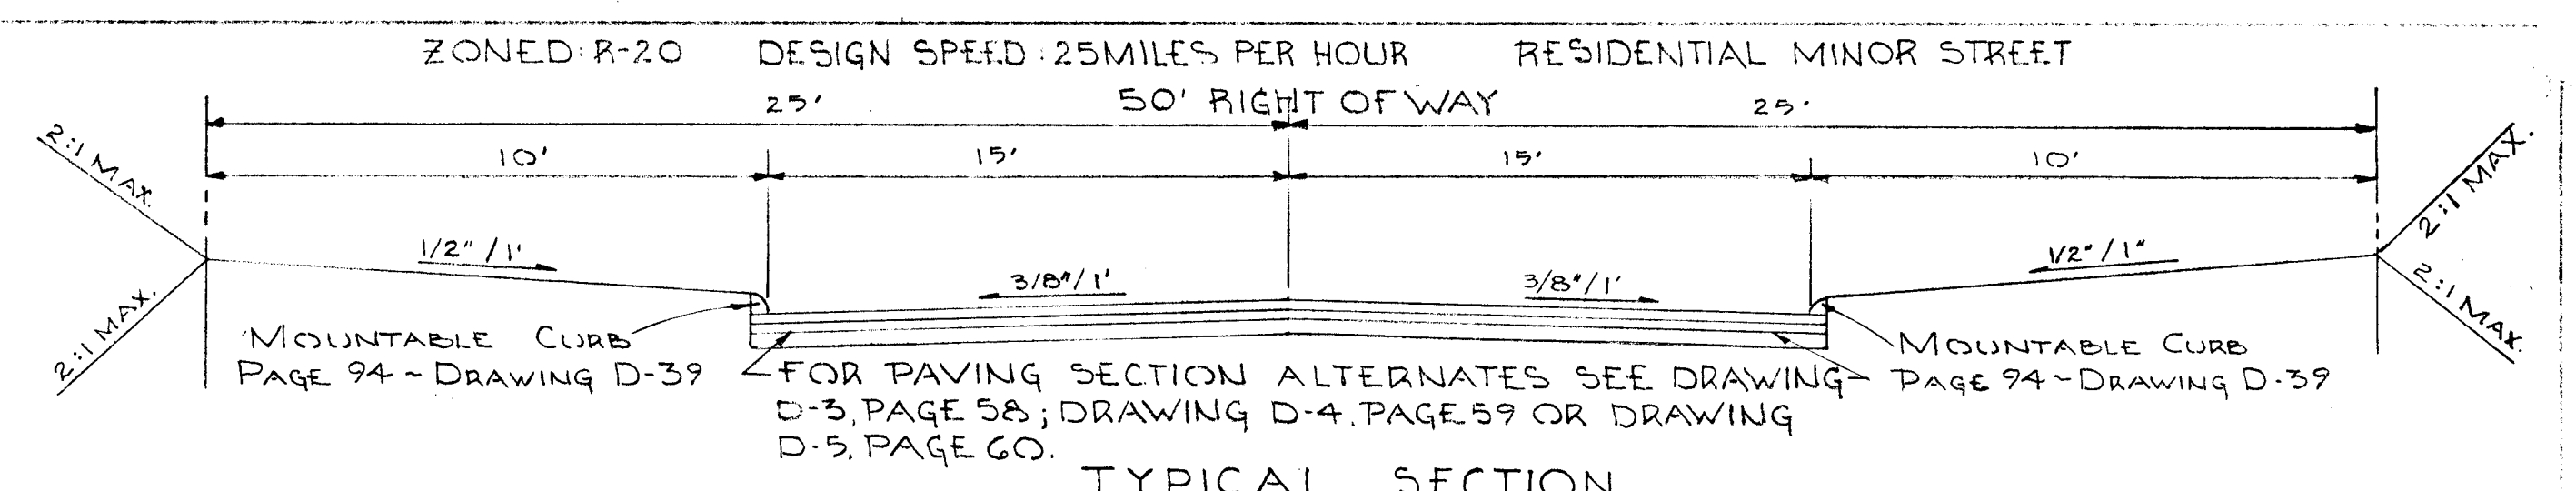 ZONED: R-20 DESIGN SPEED: 25 MILES PER HOUR RESIDENTIAL MINOR STREET
25' 50' RIGHT OF WAY 25'
10' 15' 15' 10'
2:1 MAX.
2:1 MAX.
1/2" / 1'
3/8"/1'
3/8"/1'
1/2"/1"
2:1 MAX.
2:1 MAX.
MOUNTABLE CURB
PAGE 94 ~ DRAWING D-39
FOR PAVING SECTION ALTERNATES SEE DRAWING
D-3, PAGE 58; DRAWING D-4, PAGE 59 OR DRAWING
D-5, PAGE 60.
MOUNTABLE CURB
PAGE 94 ~ DRAWING D-39
TYPICAL SECTION